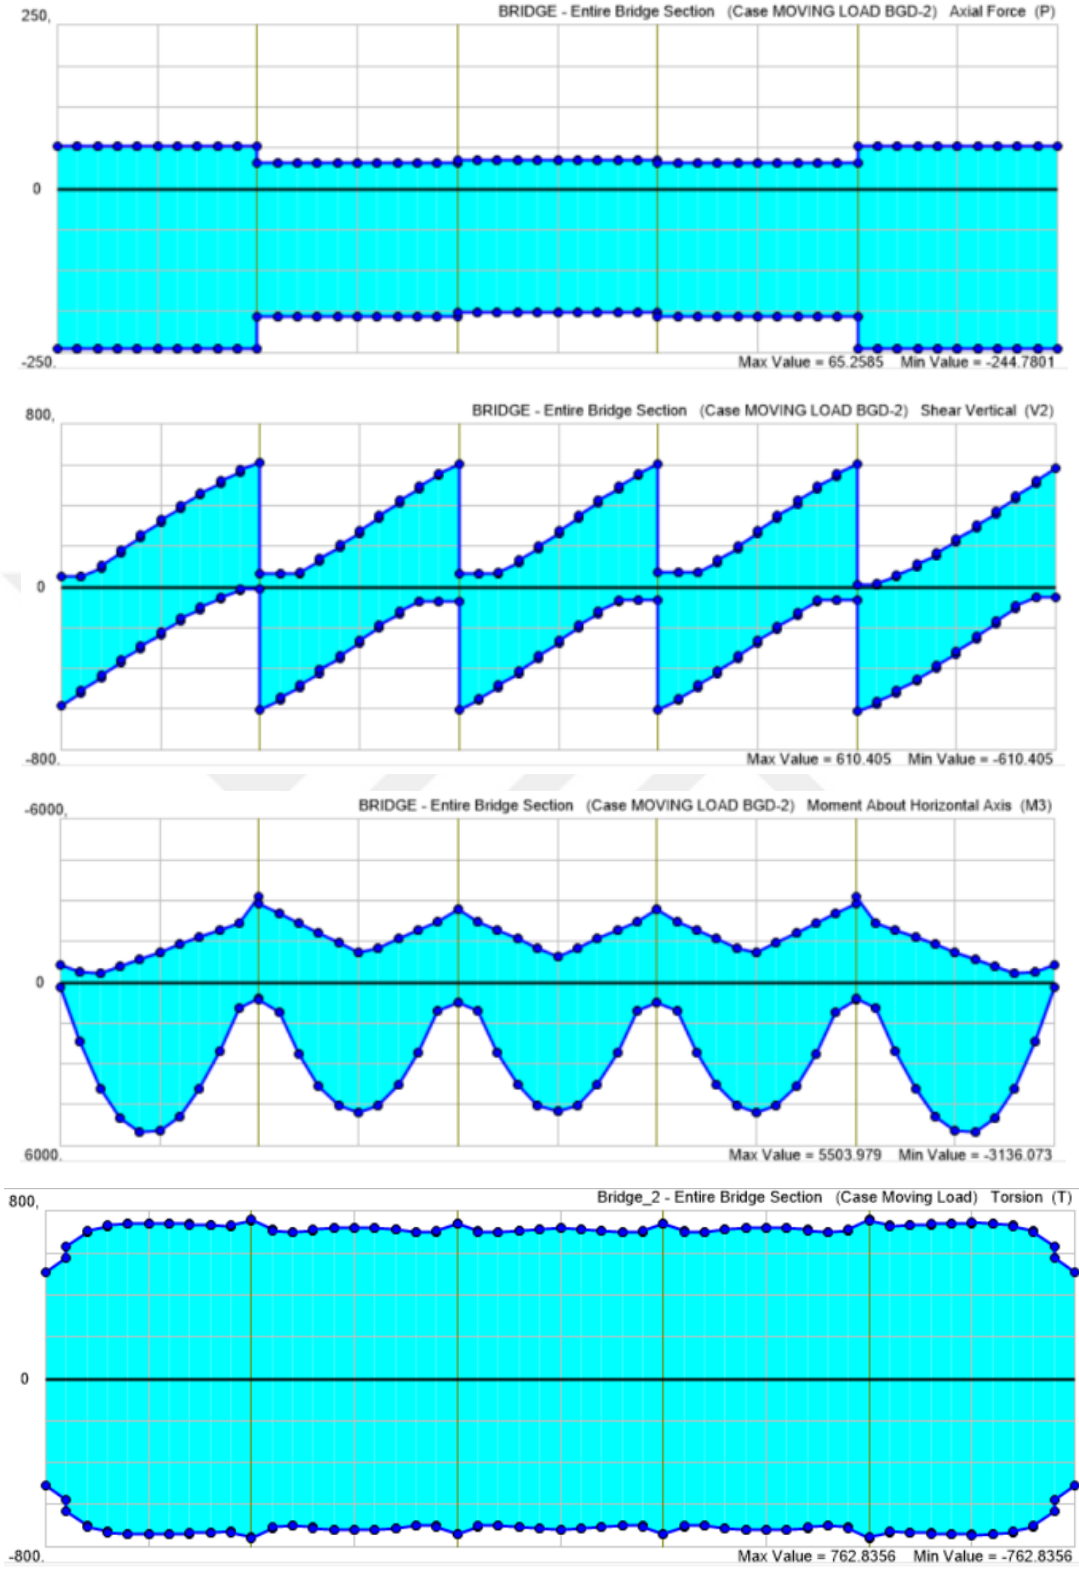 250,
BRIDGE - Entire Bridge Section (Case MOVING LOAD BGD-2) Axial Force (P)
0
-250.
Max Value = 65.2585 Min Value = -244.7801
800,
BRIDGE - Entire Bridge Section (Case MOVING LOAD BGD-2) Shear Vertical (V2)
0
-800.
Max Value = 610.405 Min Value = -610.405
-6000,
BRIDGE - Entire Bridge Section (Case MOVING LOAD BGD-2) Moment About Horizontal Axis (M3)
0
6000.
Max Value = 5503.979 Min Value = -3136.073
800,
Bridge_2 - Entire Bridge Section (Case Moving Load) Torsion (T)
0
-800.
Max Value = 762.8356 Min Value = -762.8356